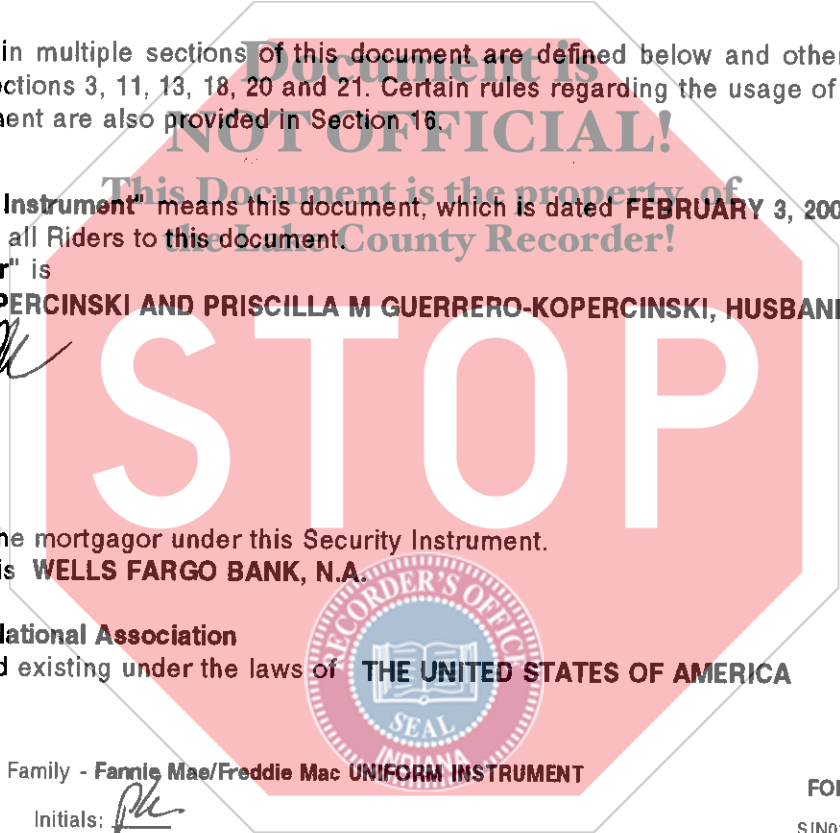 in multiple sections of this document are defined below and other
Document is
ctions 3, 11, 13, 18, 20 and 21. Certain rules regarding the usage of
ent are also provided in Section 16.
NOT OFFICIAL!
This Document is the property of
Instrument" means this document, which is dated FEBRUARY 3, 200
all Riders to this document.
the Lake County Recorder!
r" is
PERCINSKI AND PRISCILLA M GUERRERO-KOPERCINSKI, HUSBAND
STOP
he mortgagor under this Security Instrument.
is WELLS FARGO BANK, N.A.
RECORDER'S OFFICE
National Association
d existing under the laws of THE UNITED STATES OF AMERICA
SEAL
INDIANA
Family - Fannie Mae/Freddie Mac UNIFORM INSTRUMENT
Initials: